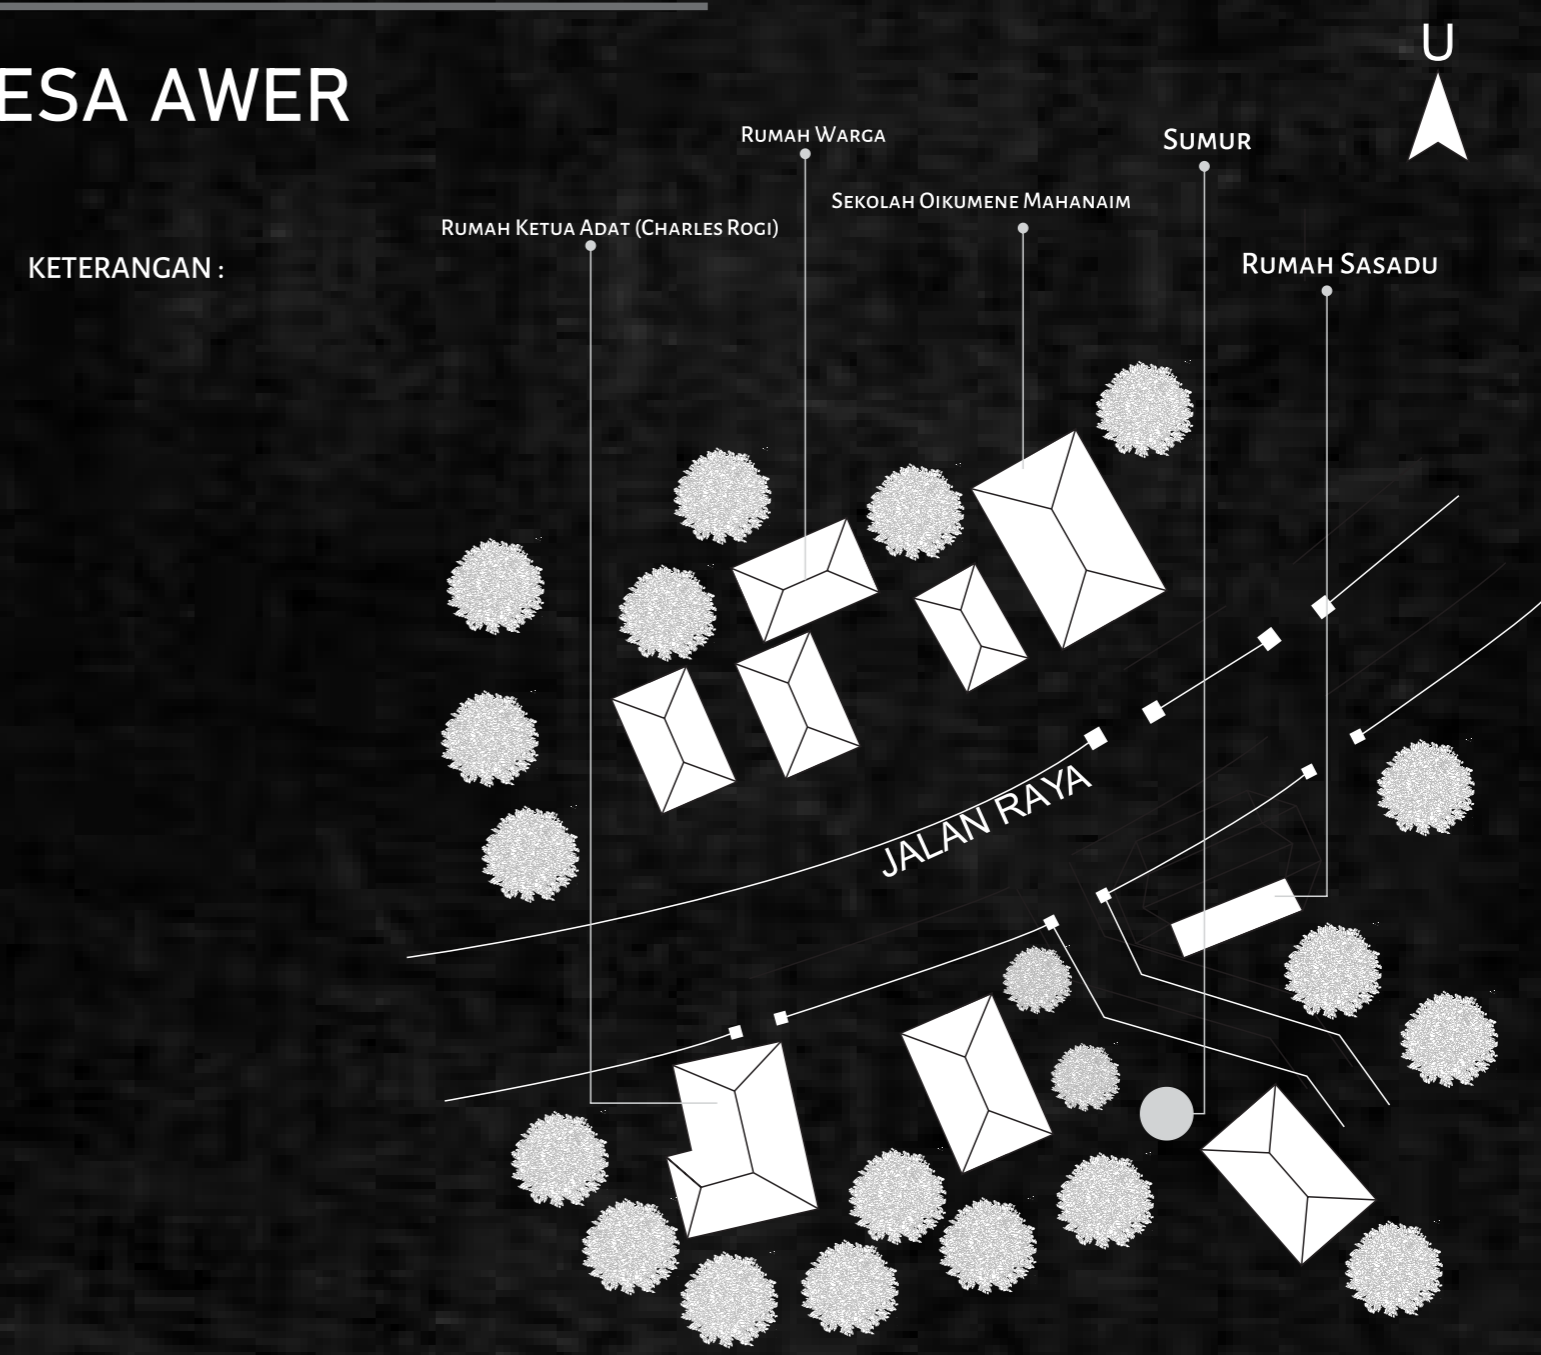 U
ESA AWER
RUMAH WARGA
SUMUR
SEKOLAH OIKUMENE MAHANAIM
RUMAH KETUA ADAT (CHARLES ROGI)
RUMAH SASADU
KETERANGAN :
JALAN RAYA